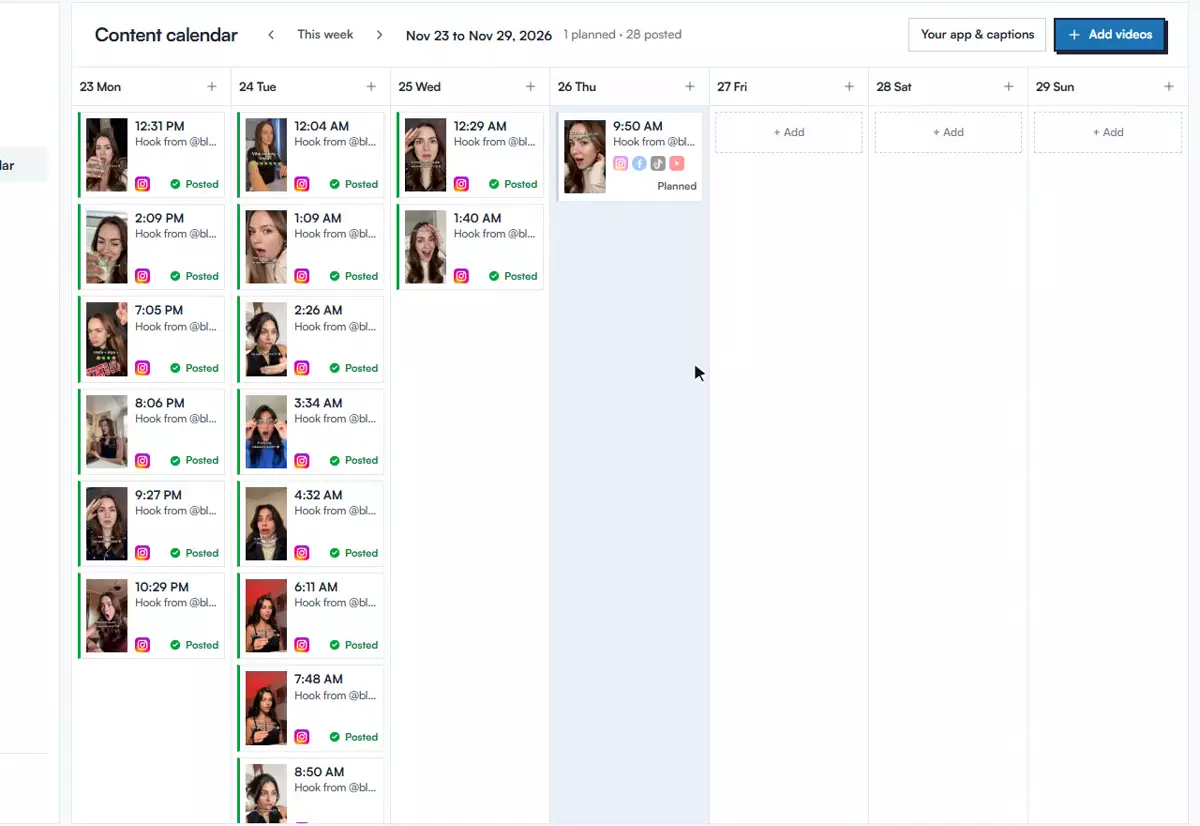 Content calendar
This week
Nov 23 to Nov 29, 2026
1 planned · 28 posted
Your app & captions
+ Add videos
dar
23 Mon +
24 Tue +
25 Wed +
26 Thu +
27 Fri +
28 Sat +
29 Sun +
12:31 PM
Hook from @bl...
Posted
2:09 PM
Hook from @bl...
Posted
7:05 PM
Hook from @bl...
Posted
8:06 PM
Hook from @bl...
Posted
9:27 PM
Hook from @bl...
Posted
10:29 PM
Hook from @bl...
Posted
12:04 AM
Hook from @bl...
Posted
1:09 AM
Hook from @bl...
Posted
2:26 AM
Hook from @bl...
Posted
3:34 AM
Hook from @bl...
Posted
4:32 AM
Hook from @bl...
Posted
6:11 AM
Hook from @bl...
Posted
7:48 AM
Hook from @bl...
Posted
8:50 AM
Hook from @bl...
12:29 AM
Hook from @bl...
Posted
1:40 AM
Hook from @bl...
Posted
9:50 AM
Hook from @bl...
Planned
+ Add
+ Add
+ Add